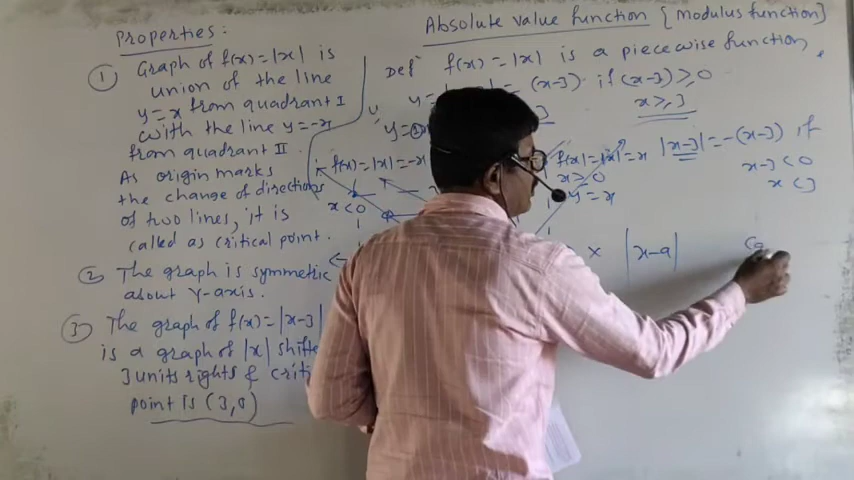 Properties:
① Graph of f(x) = |x| is
union of the line
y = x from quadrant I
with the line y = -x
from quadrant II.
As origin marks
the change of directions
of two lines, it is
called as critical point.
② The graph is symmetric
about Y-axis.
③ The graph of f(x) = |x-3|
is a graph of |x| shifte
3 units rights & criti
point is (3,0)
Absolute value function {Modulus function}
Def f(x) = |x| is a piecewise function,
= (x-3) if (x-3) ≥ 0
x ≥ 3
|x-3| = -(x-3) if
x-3 < 0
x < 3
f(x) = |x| = -x
x < 0
f(x) = |x| = x
x ≥ 0
y = x
x |x-a| (a